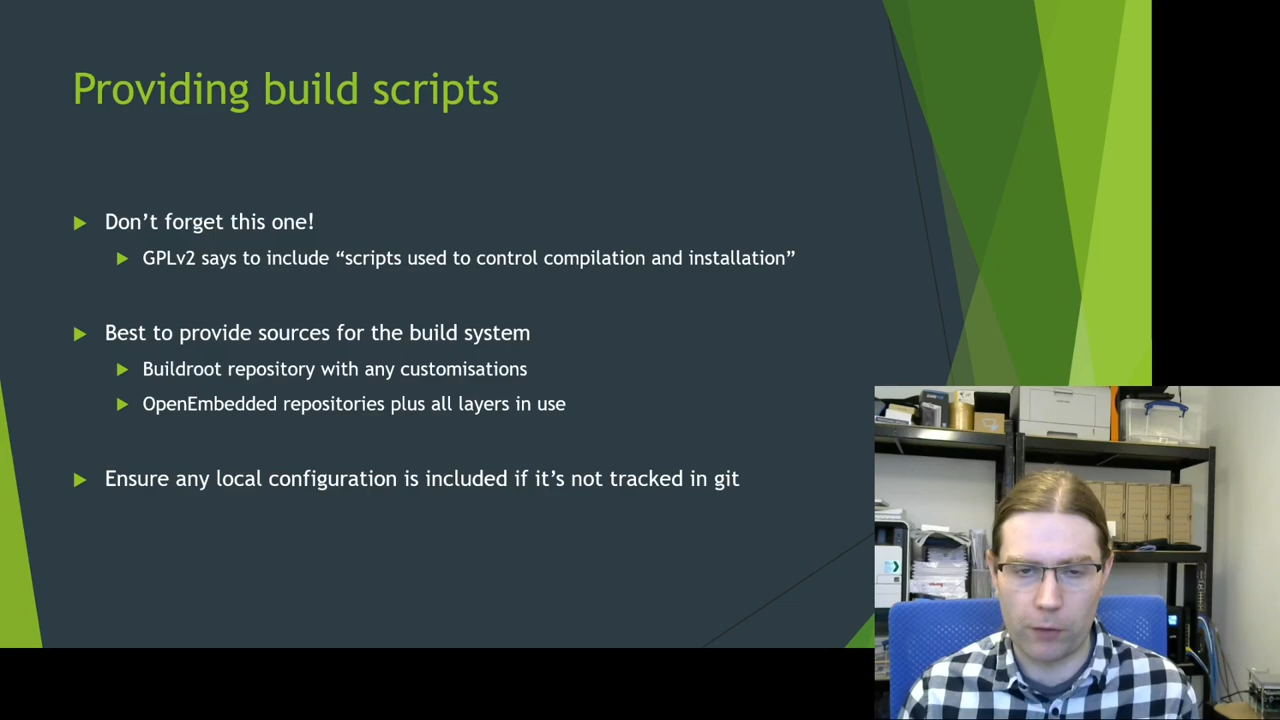 Providing build scripts
Don’t forget this one!
GPLv2 says to include “scripts used to control compilation and installation”
Best to provide sources for the build system
Buildroot repository with any customisations
OpenEmbedded repositories plus all layers in use
Ensure any local configuration is included if it’s not tracked in git